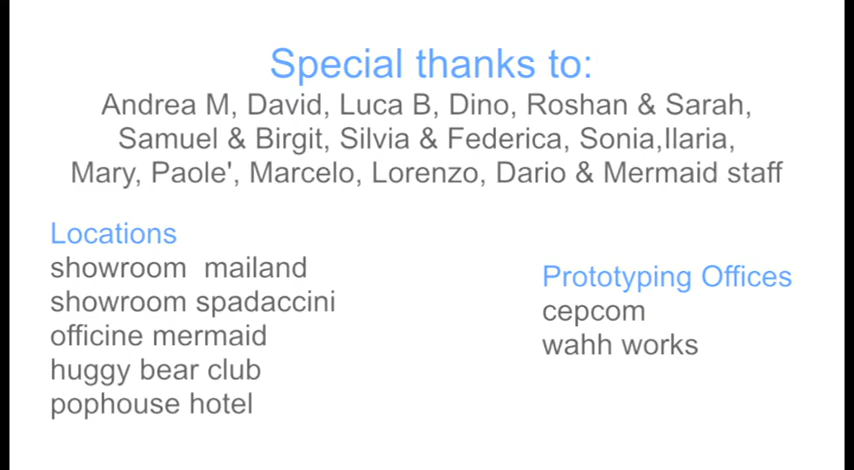 Special thanks to:
Andrea M, David, Luca B, Dino, Roshan & Sarah,
Samuel & Birgit, Silvia & Federica, Sonia,Ilaria,
Mary, Paole', Marcelo, Lorenzo, Dario & Mermaid staff
Locations
showroom  mailand
showroom spadaccini
officine mermaid
huggy bear club
pophouse hotel
Prototyping Offices
cepcom
wahh works